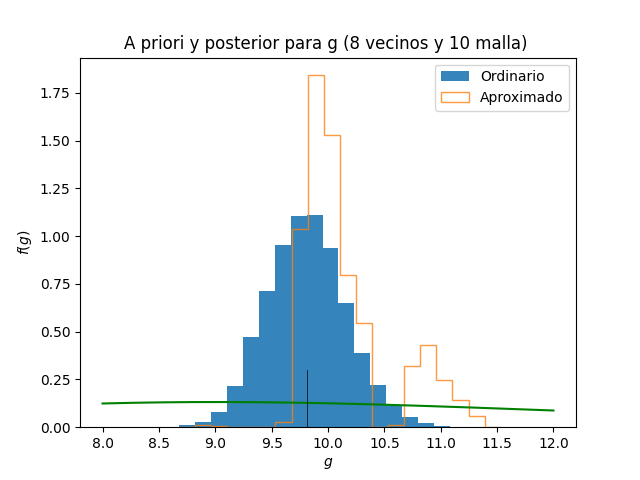 A priori y posterior para g (8 vecinos y 10 malla)
Ordinario
Aproximado
f(g)
1.75
1.50
1.25
1.00
0.75
0.50
0.25
0.00
8.0 8.5 9.0 9.5 10.0 10.5 11.0 11.5 12.0
g